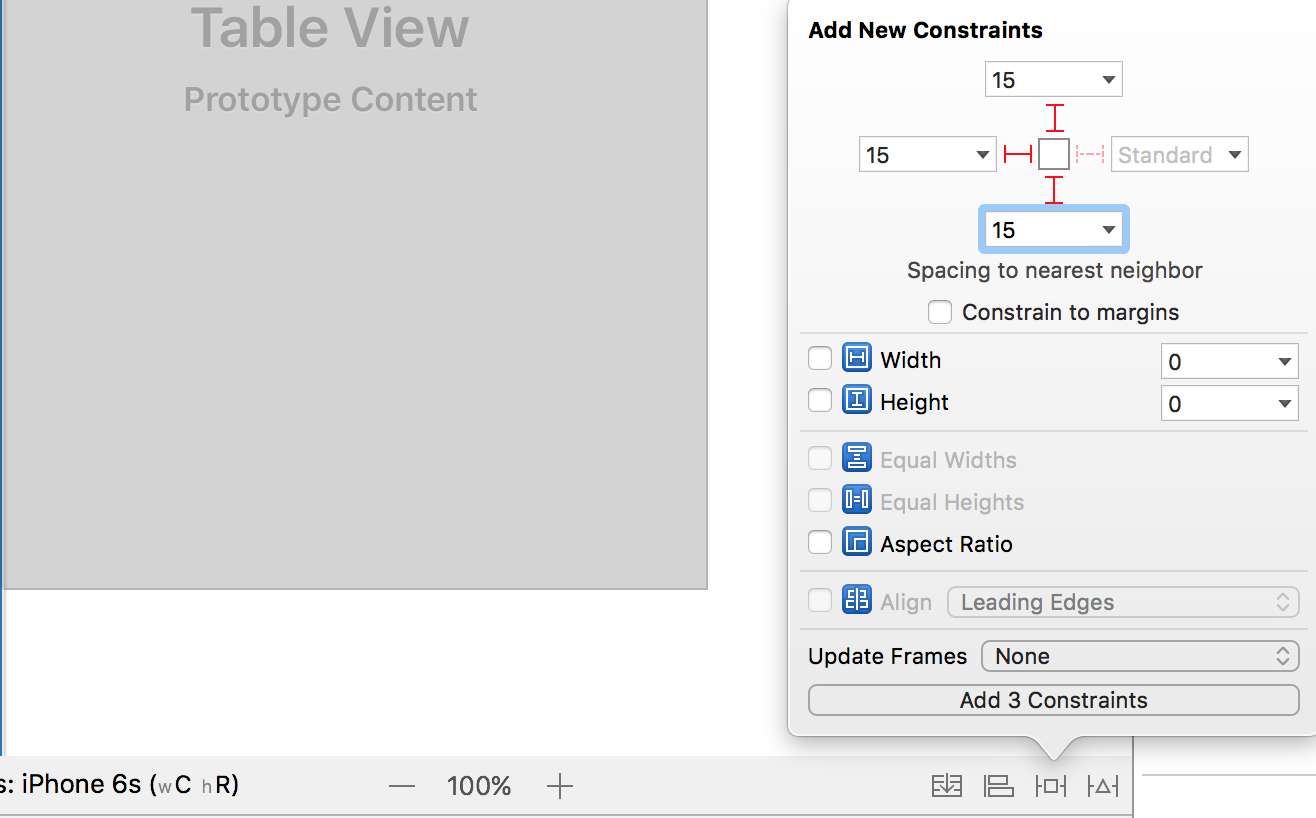 Table View
Prototype Content
Add New Constraints
15
15
Standard
15
Spacing to nearest neighbor
Constrain to margins
Width 0
Height 0
Equal Widths
Equal Heights
Aspect Ratio
Align Leading Edges
Update Frames None
Add 3 Constraints
s: iPhone 6s (wC hR) — 100% +